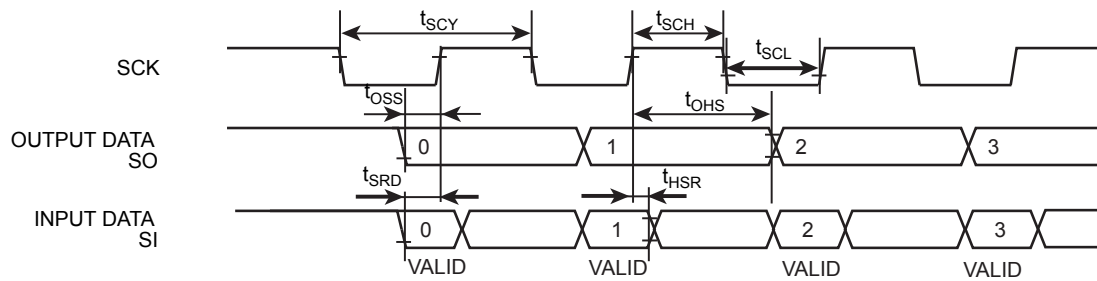 tSCY
tSCH
tSCL
SCK
tOSS
tOHS
OUTPUT DATA
SO
0 1 2 3
tSRD
tHSR
INPUT DATA
SI
0 1 2 3
VALID VALID VALID VALID